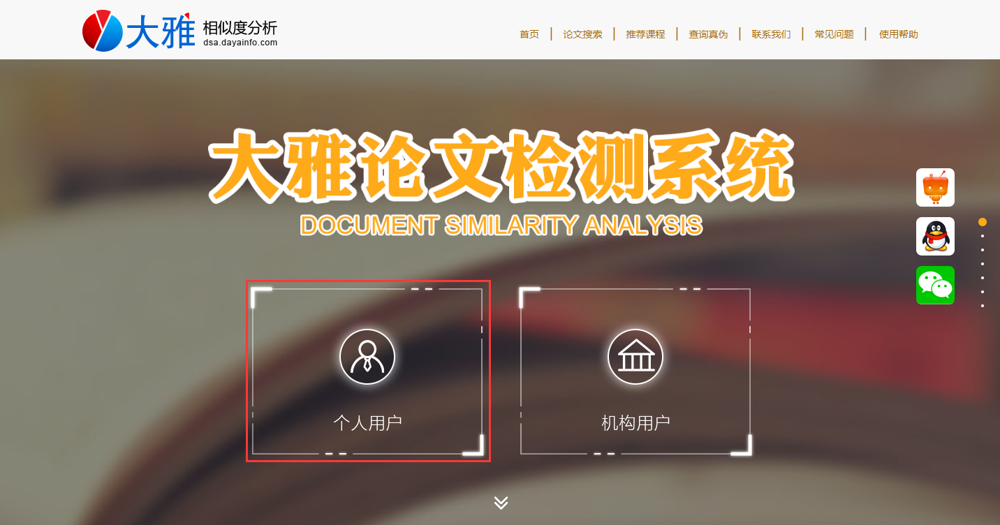 大雅 相似度分析
dsa.dayainfo.com
首页 | 论文搜索 | 推荐课程 | 查询真伪 | 联系我们 | 常见问题 | 使用帮助
大雅论文检测系统
DOCUMENT SIMILARITY ANALYSIS
个人用户
机构用户